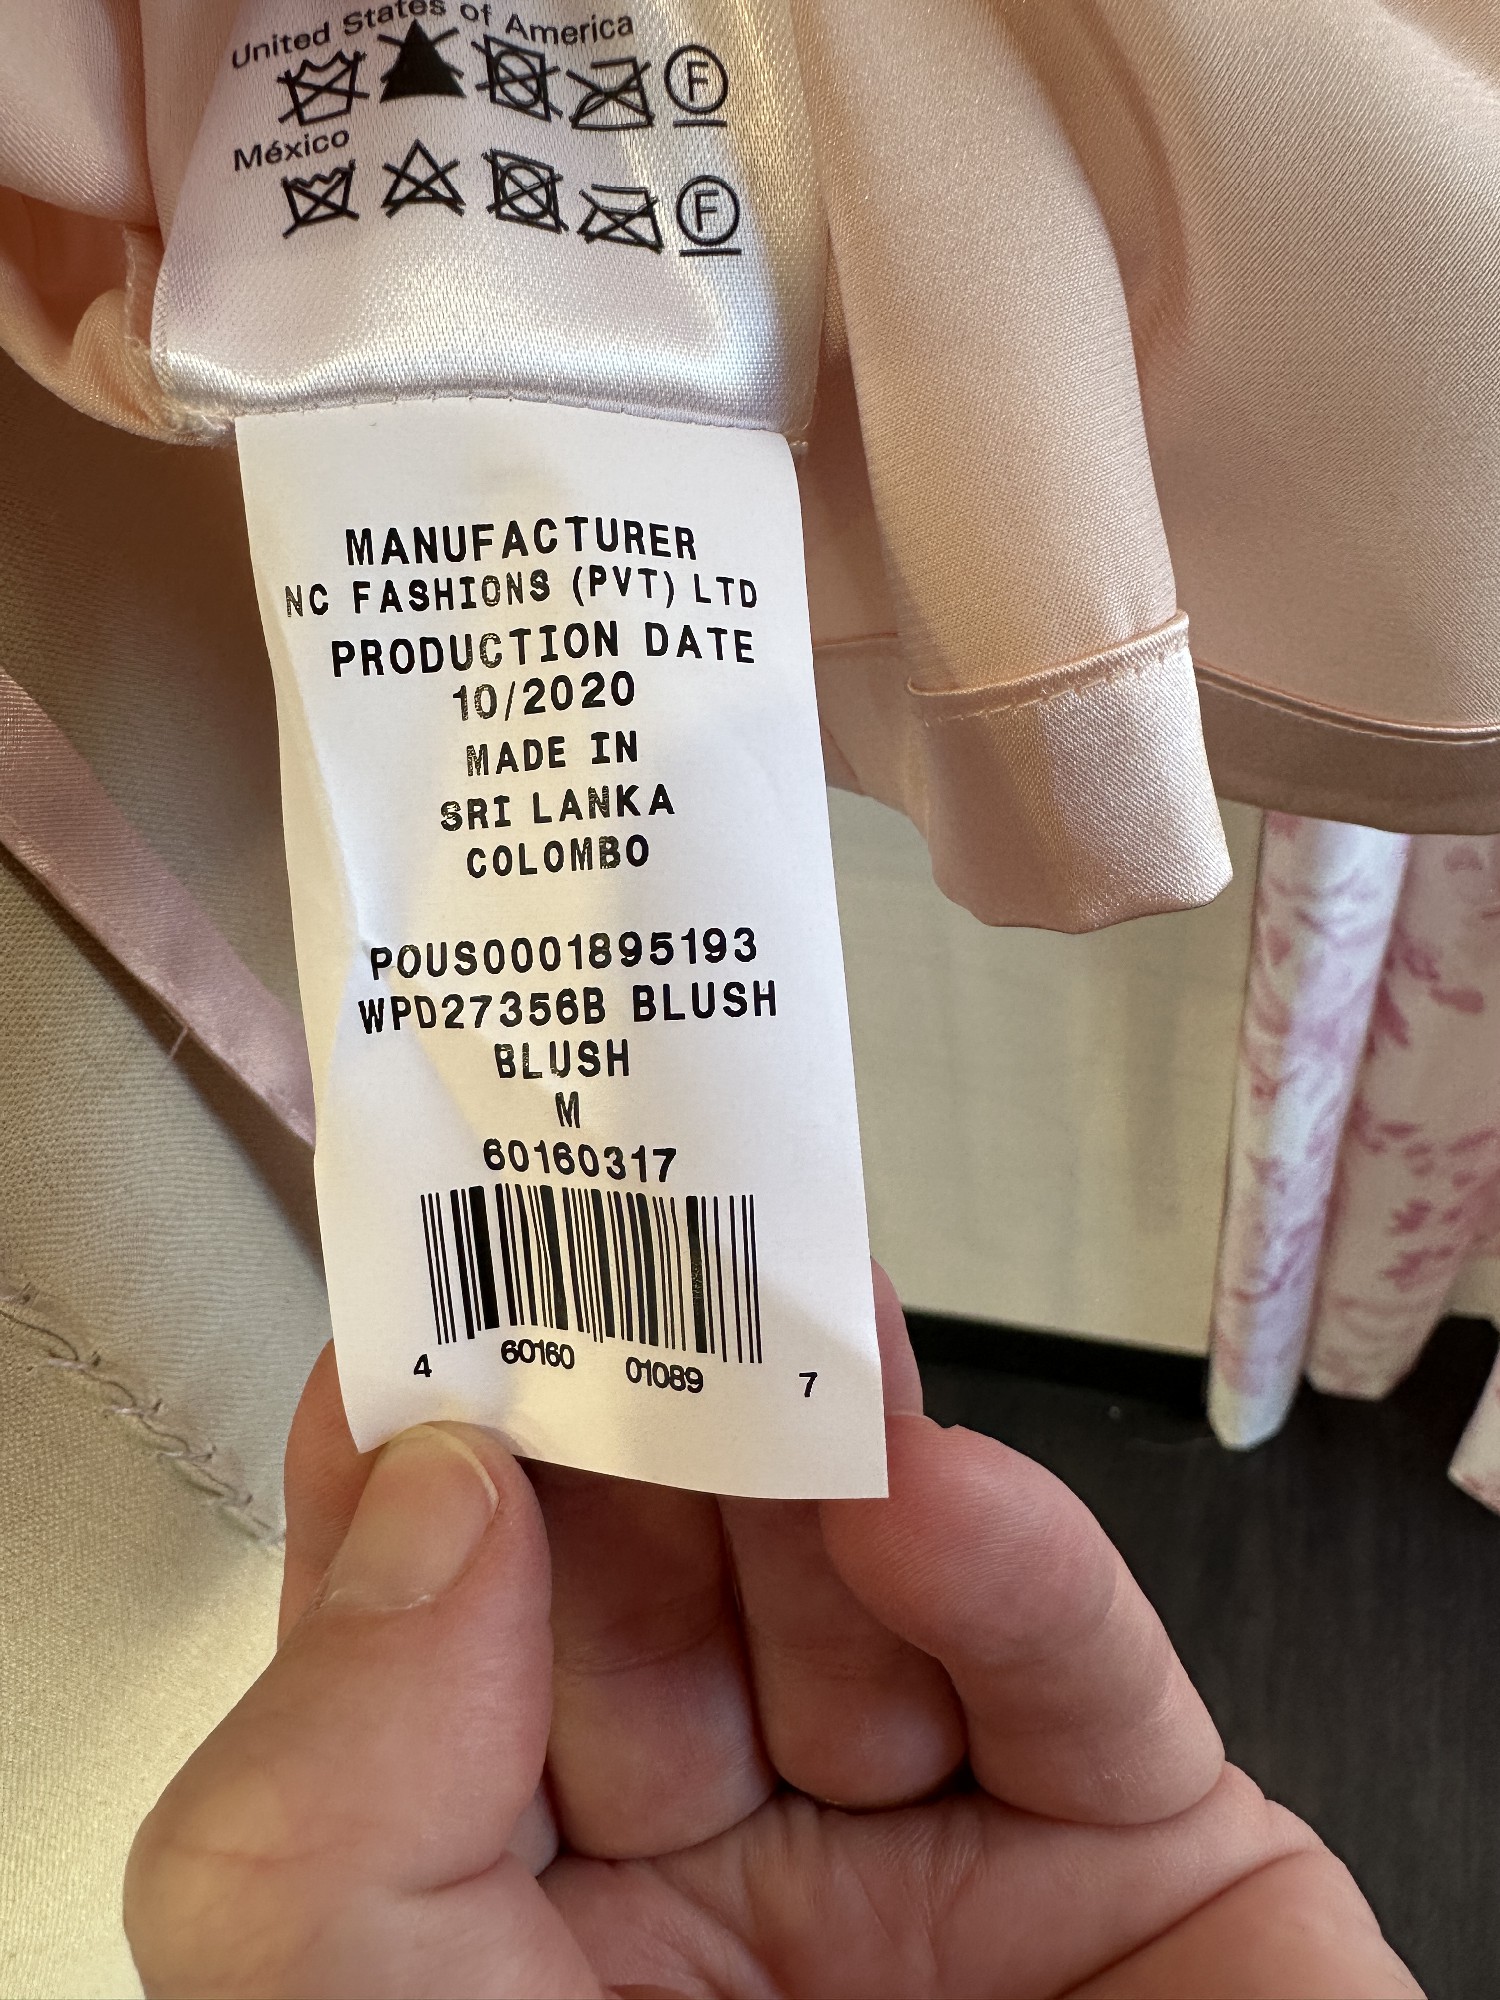 United States of America
F
México
F
MANUFACTURER
NC FASHIONS (PVT) LTD
PRODUCTION DATE
10/2020
MADE IN
SRI LANKA
COLOMBO
POUS0001895193
WPD27356B BLUSH
BLUSH
M
60160317
4 60160 01089 7